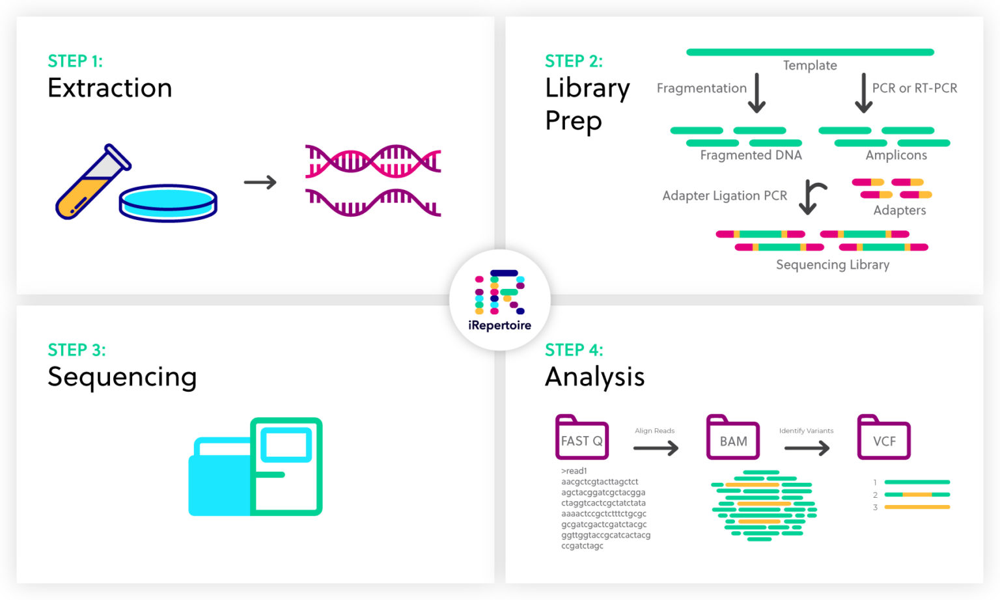 STEP 1:
Extraction
STEP 2:
Library
Prep
Template
Fragmentation
PCR or RT-PCR
Fragmented DNA
Amplicons
Adapter Ligation PCR
Adapters
Sequencing Library
iR
iRepertoire
STEP 3:
Sequencing
STEP 4:
Analysis
FAST Q
Align Reads
BAM
Identify Variants
VCF
>read1
aacgctcgtacttagctct
agctacggatcgctacgga
ctaggtcactcgctatctata
aaaactccgctctttctgcgc
gcgatcgactcgatctacgc
ggttggtaccgcatcactacg
ccgatctagc
1
2
3